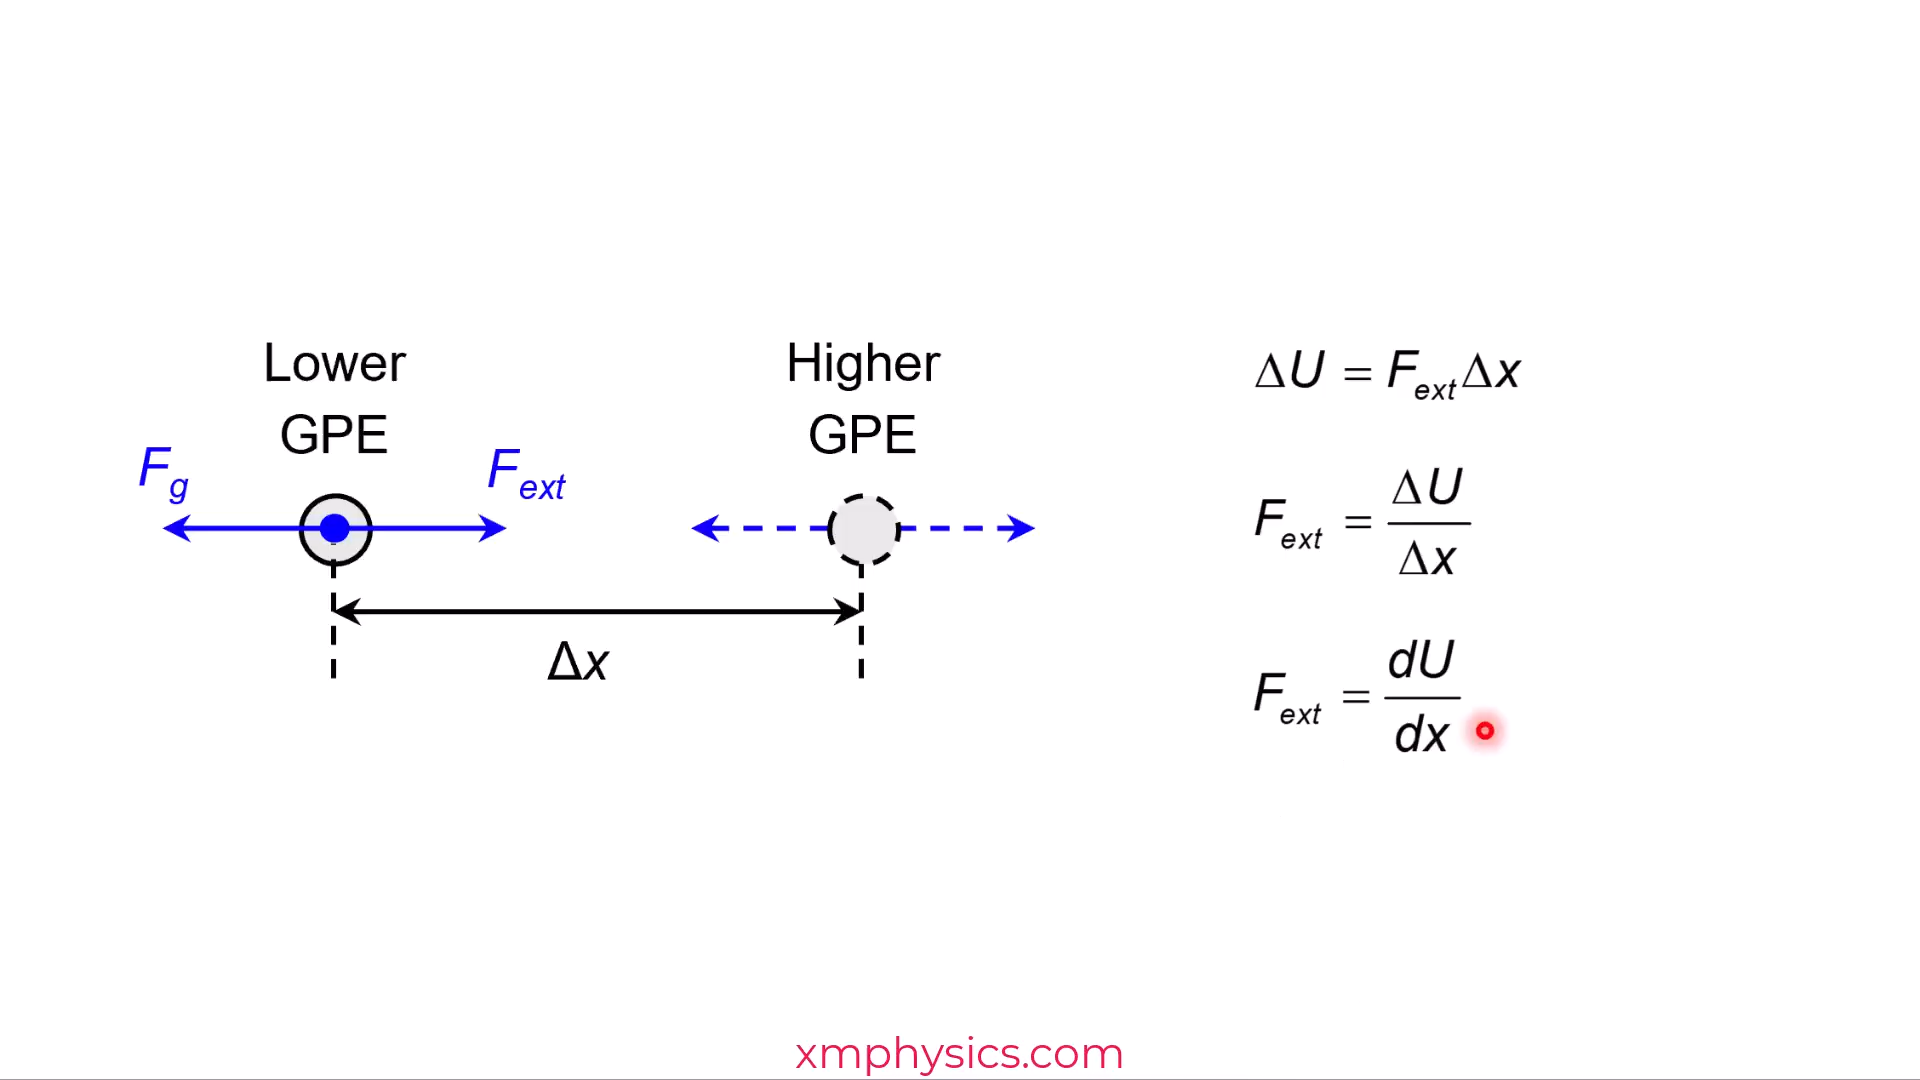 Lower
GPE
Higher
GPE
F_g
F_ext
Δx
ΔU = F_ext Δx
F_ext = ΔU/Δx
F_ext = dU/dx
xmphysics.com